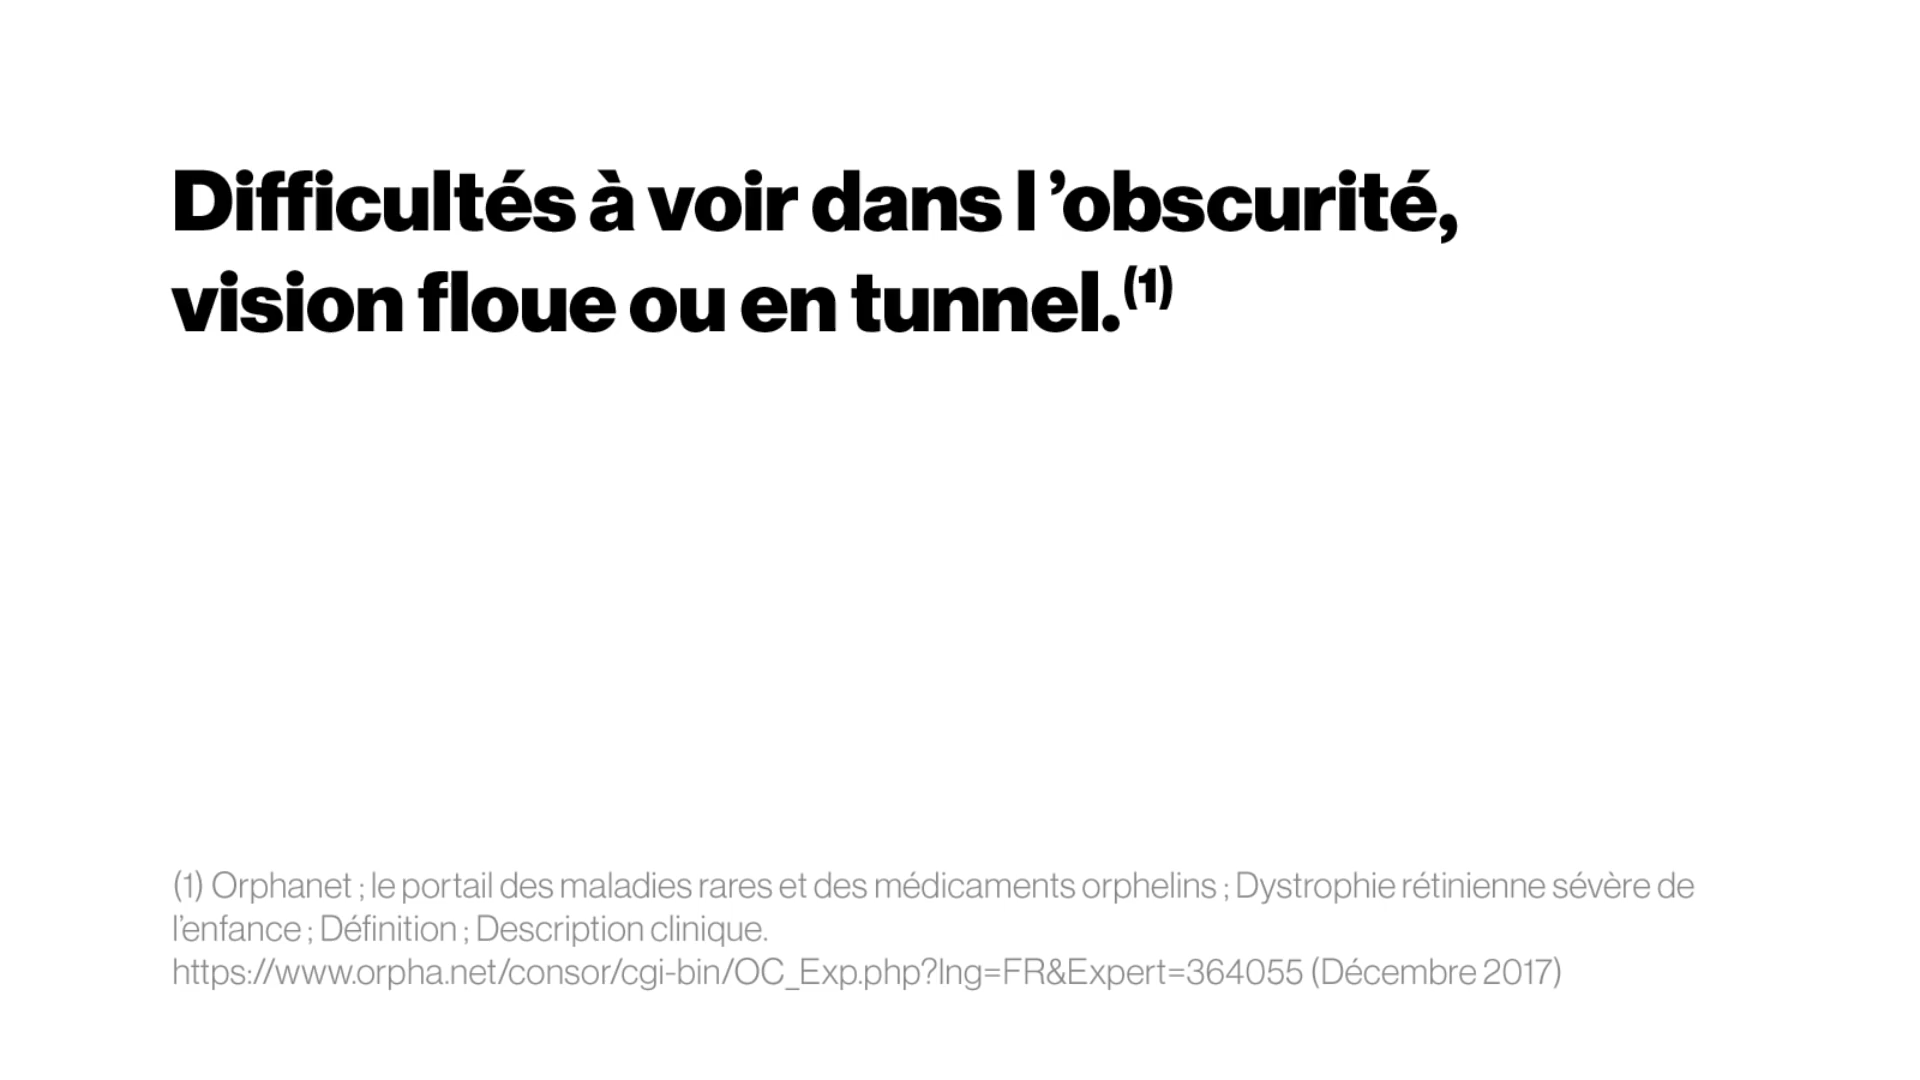 Difficultés à voir dans l ’obscurité,
vision floue ou en tunnel.(1)
(1) Orphanet ; le portail des maladies rares et des médicaments orphelins ; Dystrophie rétinienne sévère de
l’enfance ; Définition ; Description clinique.
https://www.orpha.net/consor/cgi-bin/OC_Exp.php?lng=FR&Expert=364055 (Décembre 2017)